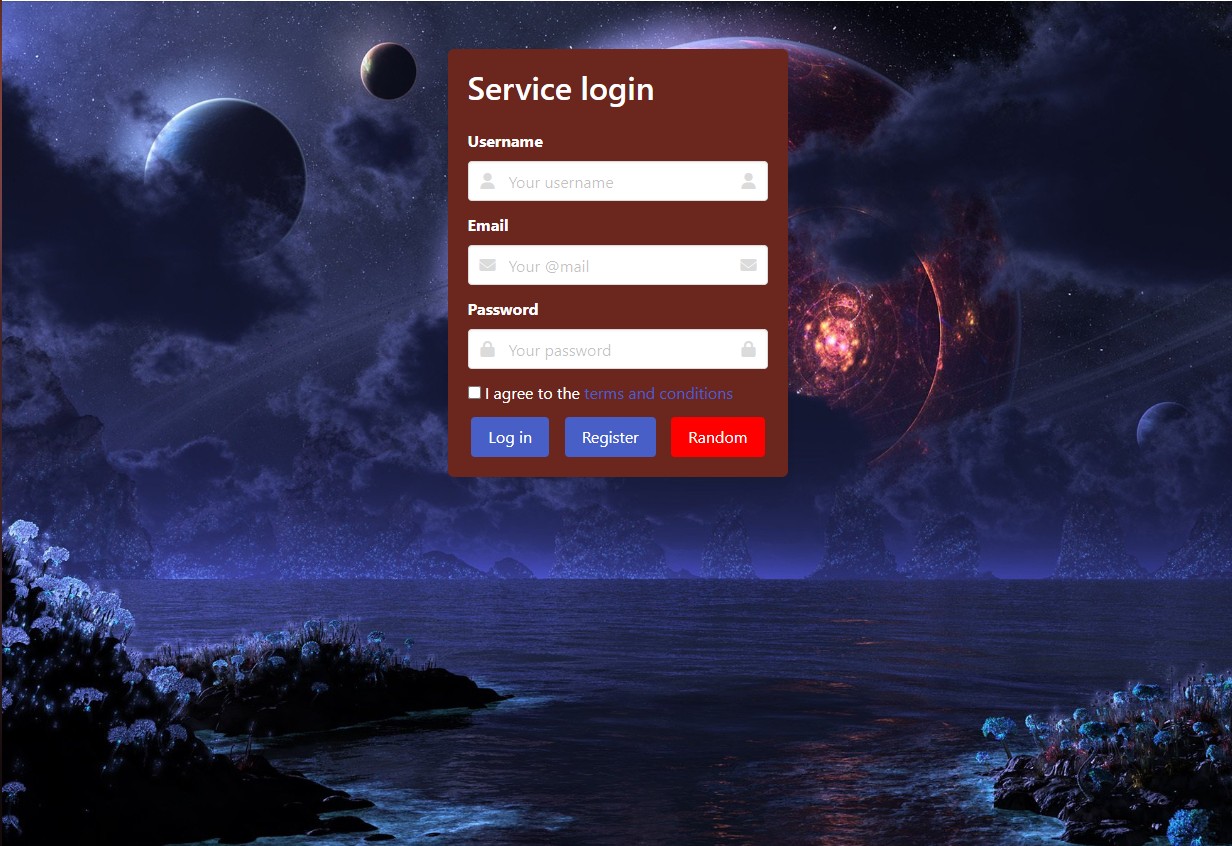 Service login
Username
Your username
Email
Your @mail
Password
Your password
I agree to the terms and conditions
Log in Register Random